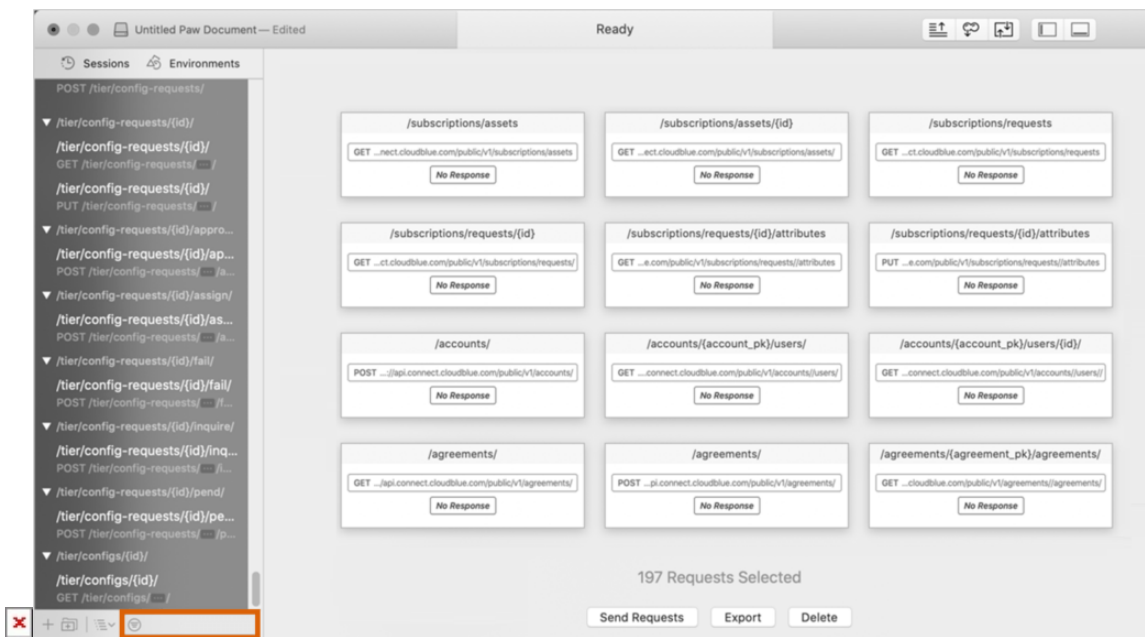 Untitled Paw Document — Edited
Ready
Sessions
Environments
POST /tier/config-requests/
/tier/config-requests/{id}/
/tier/config-requests/{id}/
GET /tier/config-requests/ ··· /
/tier/config-requests/{id}/
PUT /tier/config-requests/ ··· /
/tier/config-requests/{id}/appro...
/tier/config-requests/{id}/ap...
POST /tier/config-requests/ ··· /a...
/tier/config-requests/{id}/assign/
/tier/config-requests/{id}/as...
POST /tier/config-requests/ ··· /a...
/tier/config-requests/{id}/fail/
/tier/config-requests/{id}/fail/
POST /tier/config-requests/ ··· /f...
/tier/config-requests/{id}/inquire/
/tier/config-requests/{id}/inq...
POST /tier/config-requests/ ··· /i...
/tier/config-requests/{id}/pend/
/tier/config-requests/{id}/pe...
POST /tier/config-requests/ ··· /p...
/tier/configs/{id}/
/tier/configs/{id}/
GET /tier/configs/ ··· /
/subscriptions/assets
GET ...nect.cloudblue.com/public/v1/subscriptions/assets
No Response
/subscriptions/assets/{id}
GET ...ect.cloudblue.com/public/v1/subscriptions/assets/
No Response
/subscriptions/requests
GET ...ct.cloudblue.com/public/v1/subscriptions/requests
No Response
/subscriptions/requests/{id}
GET ...ct.cloudblue.com/public/v1/subscriptions/requests/
No Response
/subscriptions/requests/{id}/attributes
GET ...e.com/public/v1/subscriptions/requests//attributes
No Response
/subscriptions/requests/{id}/attributes
PUT ...e.com/public/v1/subscriptions/requests//attributes
No Response
/accounts/
POST ...://api.connect.cloudblue.com/public/v1/accounts/
No Response
/accounts/{account_pk}/users/
GET ...connect.cloudblue.com/public/v1/accounts//users/
No Response
/accounts/{account_pk}/users/{id}/
GET ...connect.cloudblue.com/public/v1/accounts//users//
No Response
/agreements/
GET .../api.connect.cloudblue.com/public/v1/agreements/
No Response
/agreements/
POST ...pi.connect.cloudblue.com/public/v1/agreements/
No Response
/agreements/{agreement_pk}/agreements/
GET ...cloudblue.com/public/v1/agreements//agreements/
No Response
197 Requests Selected
Send Requests
Export
Delete